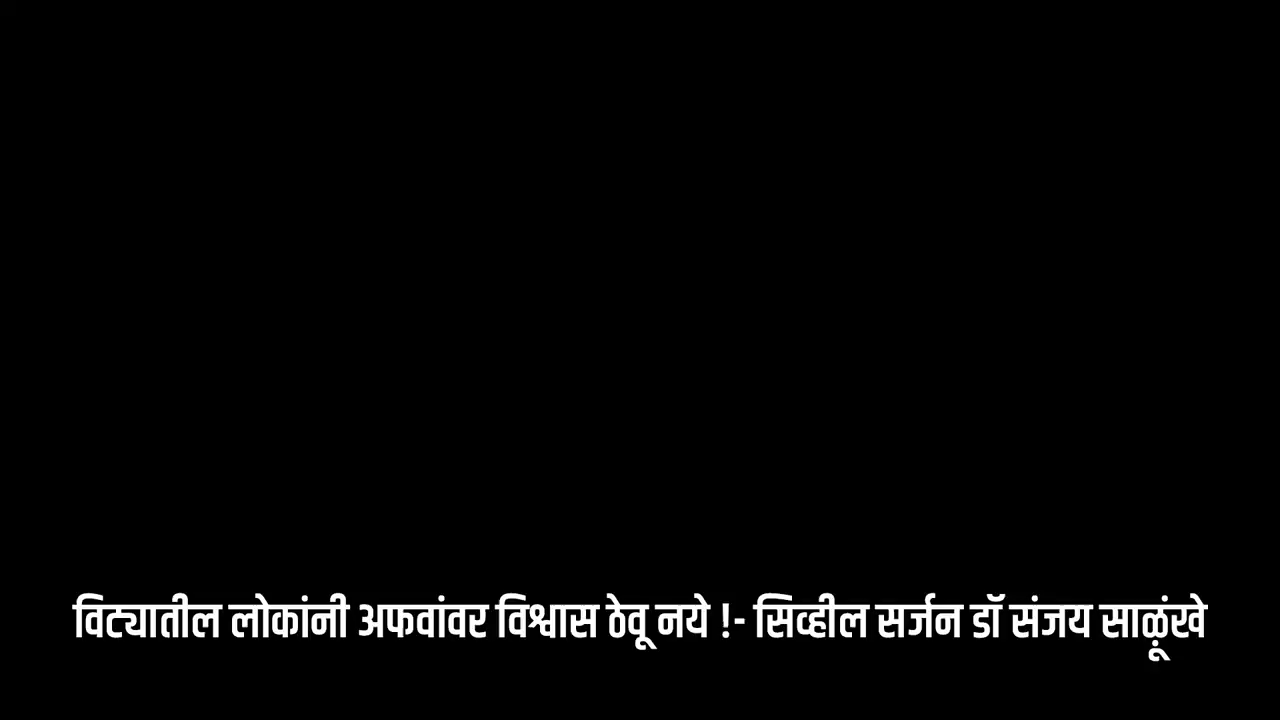 विट्यातील लोकांनी अफवांवर विश्वास ठेवू नये !- सिव्हील सर्जन डॉ संजय साळूंखे